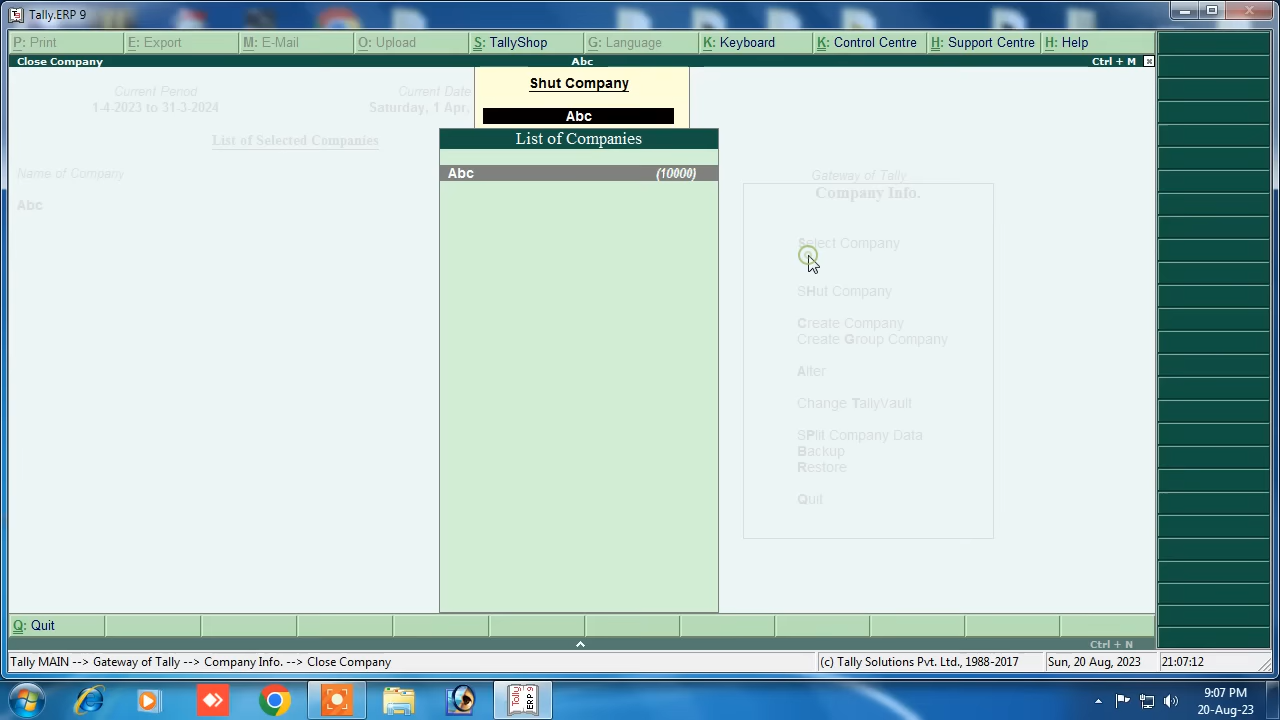 Tally.ERP 9
P: Print E: Export M: E-Mail O: Upload S: TallyShop G: Language K: Keyboard K: Control Centre H: Support Centre H: Help
Close Company Abc Ctrl + M
Current Period Current Date
1-4-2023 to 31-3-2024 Saturday, 1 Apr,
List of Selected Companies
Name of Company
Abc
Shut Company
Abc
List of Companies
Abc (10000)
Gateway of Tally
Company Info.
Select Company
SHut Company
Create Company
Create Group Company
Alter
Change TallyVault
SPlit Company Data
Backup
Restore
Quit
Q: Quit
Ctrl + N
Tally MAIN --> Gateway of Tally --> Company Info. --> Close Company (c) Tally Solutions Pvt. Ltd., 1988-2017 Sun, 20 Aug, 2023 21:07:12
Tally ERP 9
9:07 PM
20-Aug-23